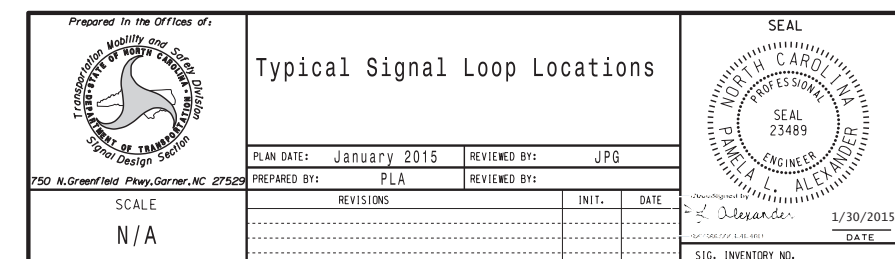 Prepared in the Offices of:
Transportation Mobility and Safety Division
STATE OF NORTH CAROLINA
DEPARTMENT OF TRANSPORTATION
Signal Design Section
750 N.Greenfield Pkwy,Garner,NC 27529
SCALE
N/A
Typical Signal Loop Locations
PLAN DATE: January 2015 REVIEWED BY: JPG
PREPARED BY: PLA REVIEWED BY:
REVISIONS INIT. DATE
SEAL
NORTH CAROLINA
PROFESSIONAL
SEAL
23489
ENGINEER
PAMELA L. ALEXANDER
Alexander
1/30/2015
DATE
SIG. INVENTORY NO.